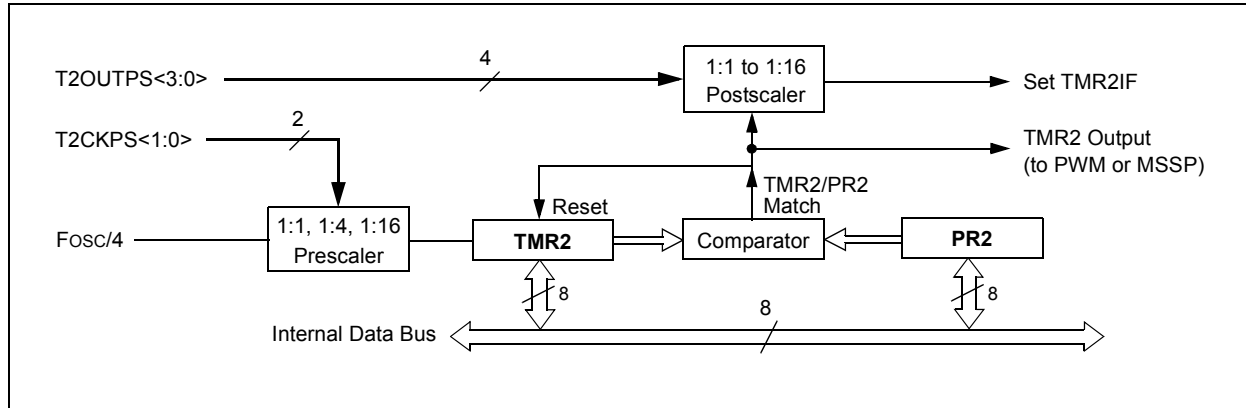 4
1:1 to 1:16
Postscaler
T2OUTPS<3:0>
Set TMR2IF
2
T2CKPS<1:0>
TMR2 Output
(to PWM or MSSP)
TMR2/PR2
Match
Reset
1:1, 1:4, 1:16
Prescaler
FOSC/4
TMR2
Comparator
PR2
8
8
8
Internal Data Bus